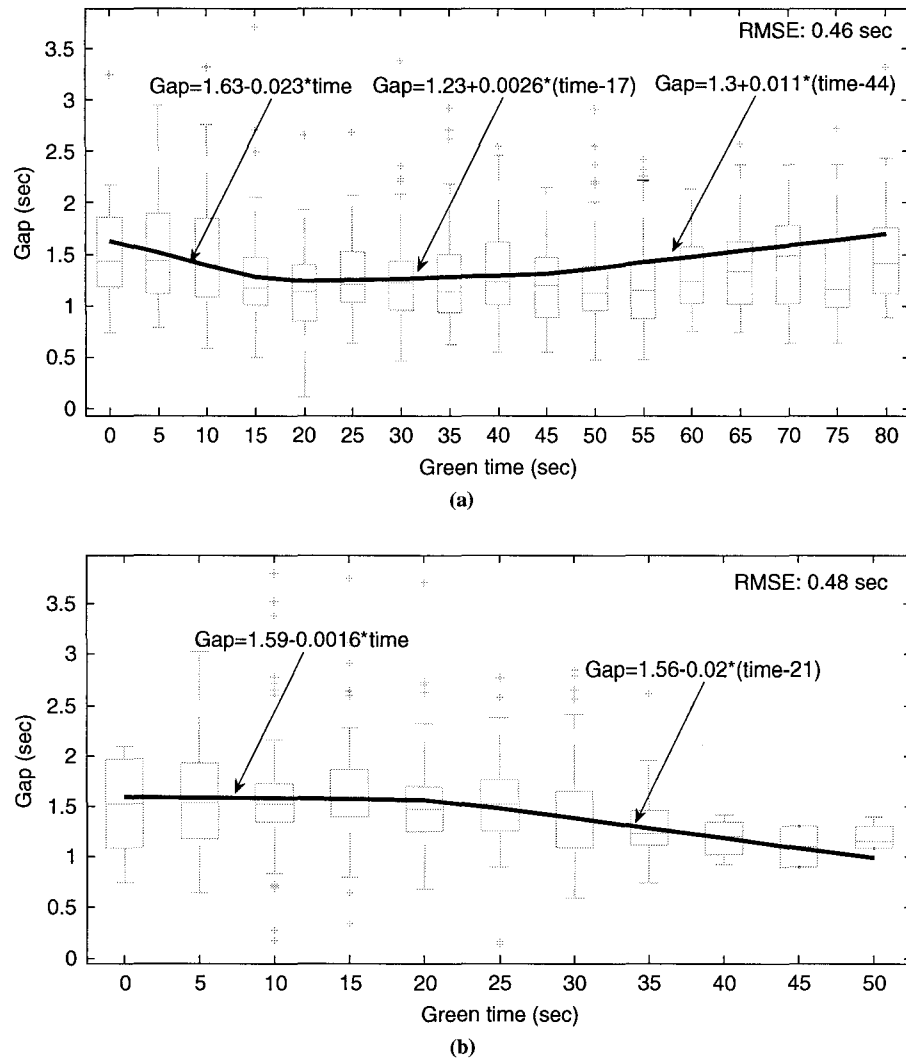 RMSE: 0.46 sec
3.5
Gap=1.63-0.023*time
Gap=1.23+0.0026*(time-17)
Gap=1.3+0.011*(time-44)
3
2.5
2
1.5
1
0.5
0
Gap (sec)
0 5 10 15 20 25 30 35 40 45 50 55 60 65 70 75 80
Green time (sec)
(a)
RMSE: 0.48 sec
3.5
Gap=1.59-0.0016*time
Gap=1.56-0.02*(time-21)
3
2.5
2
1.5
1
0.5
0
Gap (sec)
0 5 10 15 20 25 30 35 40 45 50
Green time (sec)
(b)